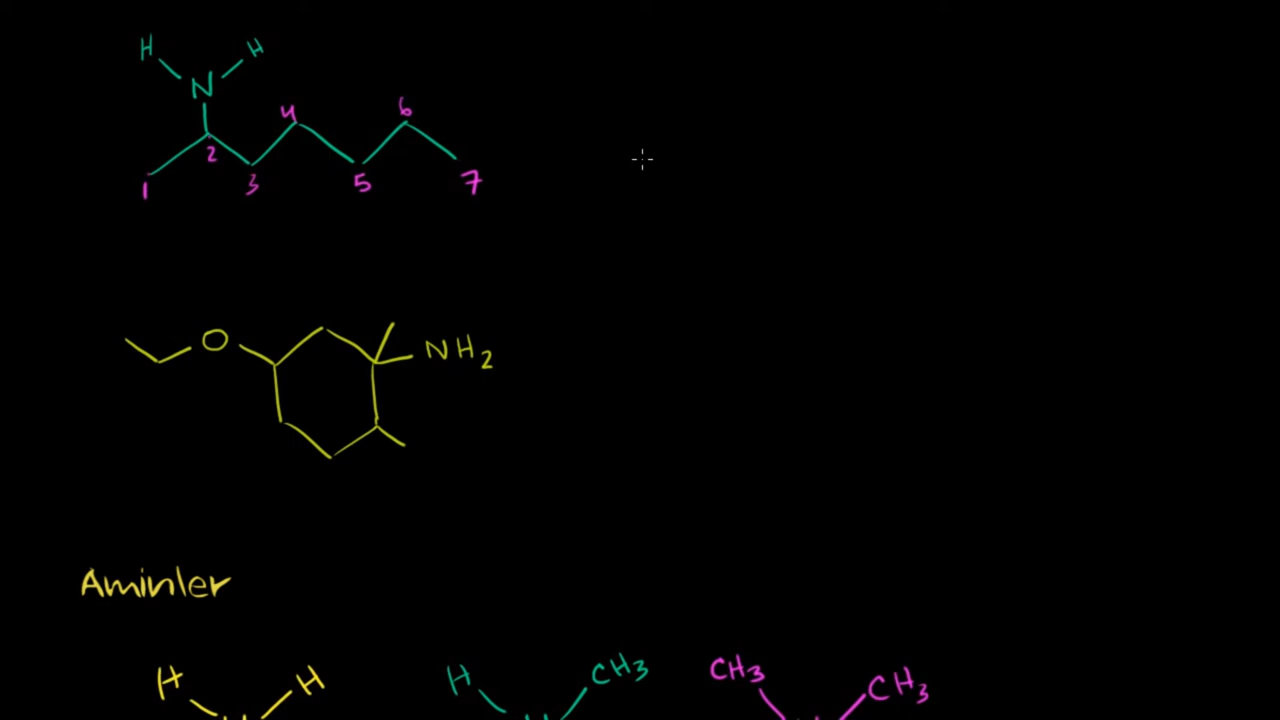 H H
N
4 6
2
1 3 5 7
O NH2
Aminler
H H H CH3 CH3 CH3